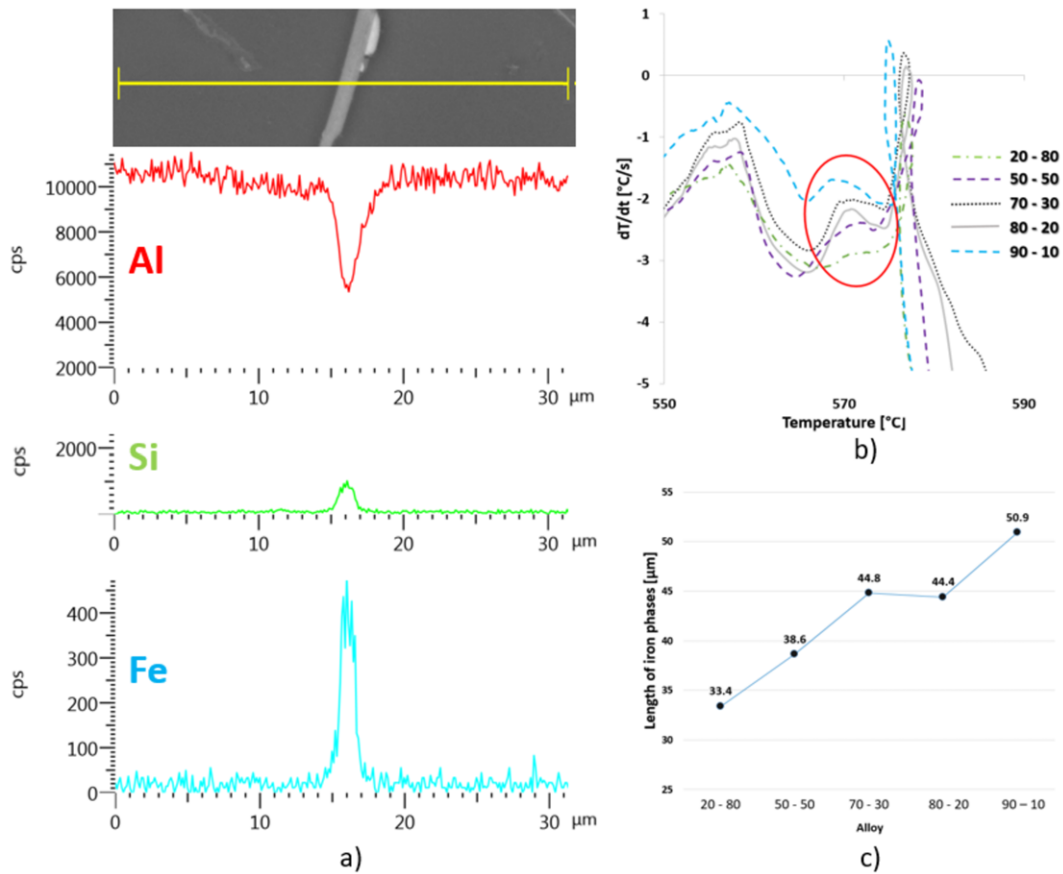 cps
10000
8000
6000
4000
2000
Al
0 10 20 30 µm
cps
2000
Si
0 10 20 30 µm
cps
400
300
200
100
0
Fe
0 10 20 30 µm
a)
dT/dt [°C/s]
1
0
-1
-2
-3
-4
-5
20 - 80
50 - 50
70 - 30
80 - 20
90 - 10
550 570 590
Temperature [°C]
b)
Length of iron phases [µm]
55
50
45
40
35
30
25
33.4
38.6
44.8
44.4
50.9
20 - 80 50 - 50 70 - 30 80 - 20 90 – 10
Alloy
c)